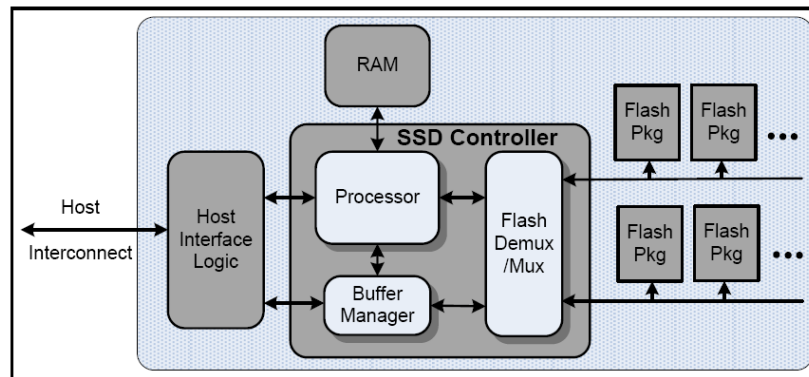 RAM
SSD Controller
Flash
Pkg
Flash
Pkg
...
Host
Interconnect
Host
Interface
Logic
Processor
Flash
Demux
/Mux
Buffer
Manager
Flash
Pkg
Flash
Pkg
...